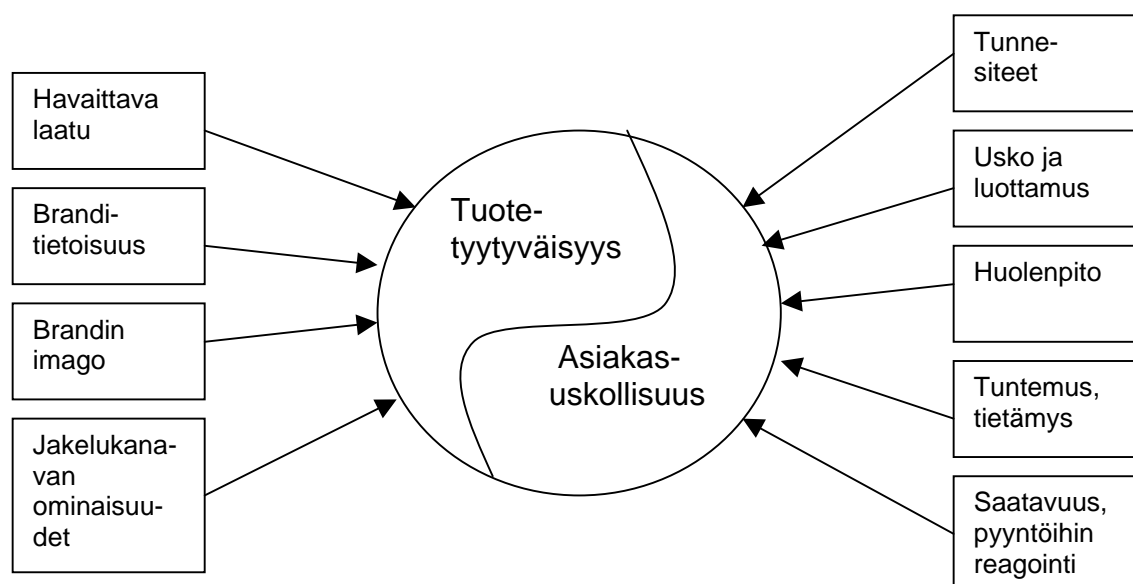 Havaittava
laatu
Brandi-
tietoisuus
Brandin
imago
Jakelukana-
van
ominaisuu-
det
Tuote-
tyytyväisyys
Asiakas-
uskollisuus
Tunne-
siteet
Usko ja
luottamus
Huolenpito
Tuntemus,
tietämys
Saatavuus,
pyyntöihin
reagointi